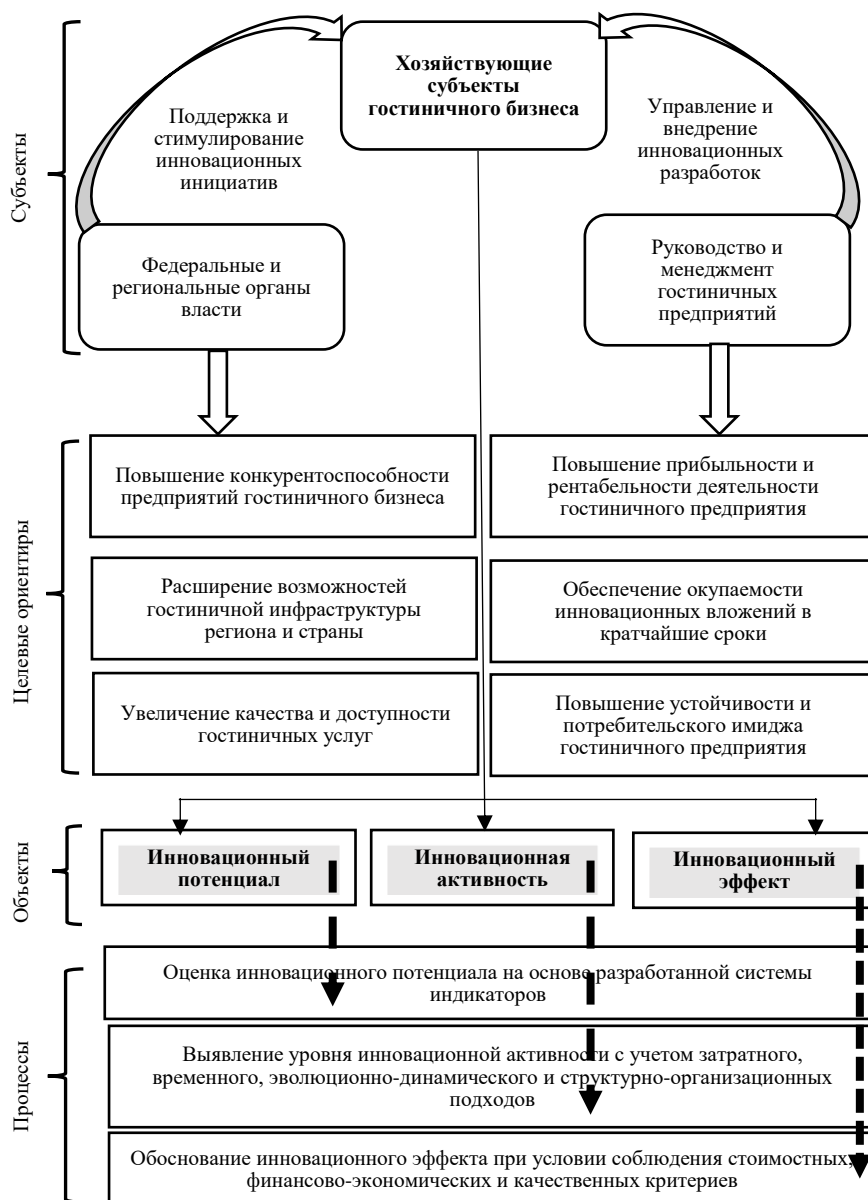 Субъекты
Хозяйствующие
субъекты
гостиничного бизнеса
Поддержка и
стимулирование
инновационных
инициатив
Управление и
внедрение
инновационных
разработок
Федеральные и
региональные органы
власти
Руководство и
менеджмент
гостиничных
предприятий
Целевые ориентиры
Повышение конкурентоспособности
предприятий гостиничного бизнеса
Повышение прибыльности и
рентабельности деятельности
гостиничного предприятия
Расширение возможностей
гостиничной инфраструктуры
региона и страны
Обеспечение окупаемости
инновационных вложений в
кратчайшие сроки
Увеличение качества и доступности
гостиничных услуг
Повышение устойчивости и
потребительского имиджа
гостиничного предприятия
Объекты
Инновационный
потенциал
Инновационная
активность
Инновационный
эффект
Процессы
Оценка инновационного потенциала на основе разработанной системы
индикаторов
Выявление уровня инновационной активности с учетом затратного,
временного, эволюционно-динамического и структурно-организационных
подходов
Обоснование инновационного эффекта при условии соблюдения стоимостных,
финансово-экономических и качественных критериев